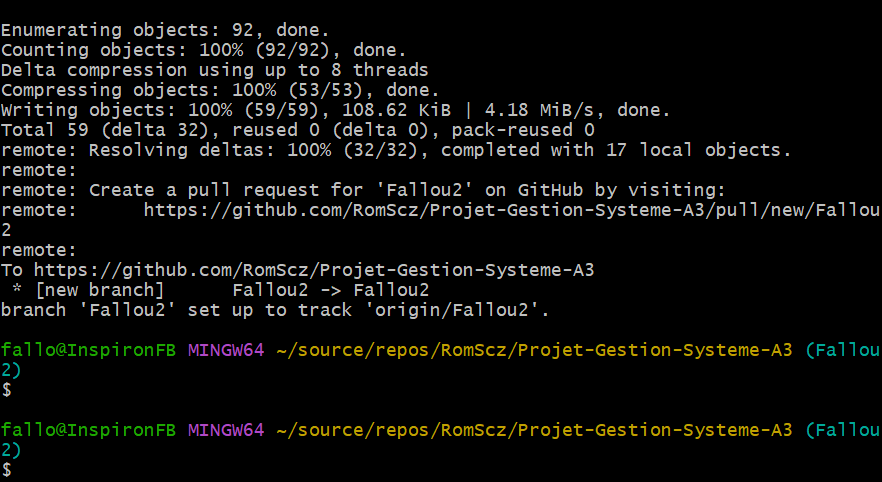 Enumerating objects: 92, done.
Counting objects: 100% (92/92), done.
Delta compression using up to 8 threads
Compressing objects: 100% (53/53), done.
Writing objects: 100% (59/59), 108.62 KiB | 4.18 MiB/s, done.
Total 59 (delta 32), reused 0 (delta 0), pack-reused 0
remote: Resolving deltas: 100% (32/32), completed with 17 local objects.
remote:
remote: Create a pull request for 'Fallou2' on GitHub by visiting:
remote:      https://github.com/RomScz/Projet-Gestion-Systeme-A3/pull/new/Fallou
2
remote:
To https://github.com/RomScz/Projet-Gestion-Systeme-A3
 * [new branch]      Fallou2 -> Fallou2
branch 'Fallou2' set up to track 'origin/Fallou2'.
fallo@InspironFB MINGW64 ~/source/repos/RomScz/Projet-Gestion-Systeme-A3 (Fallou
2)
$
fallo@InspironFB MINGW64 ~/source/repos/RomScz/Projet-Gestion-Systeme-A3 (Fallou
2)
$